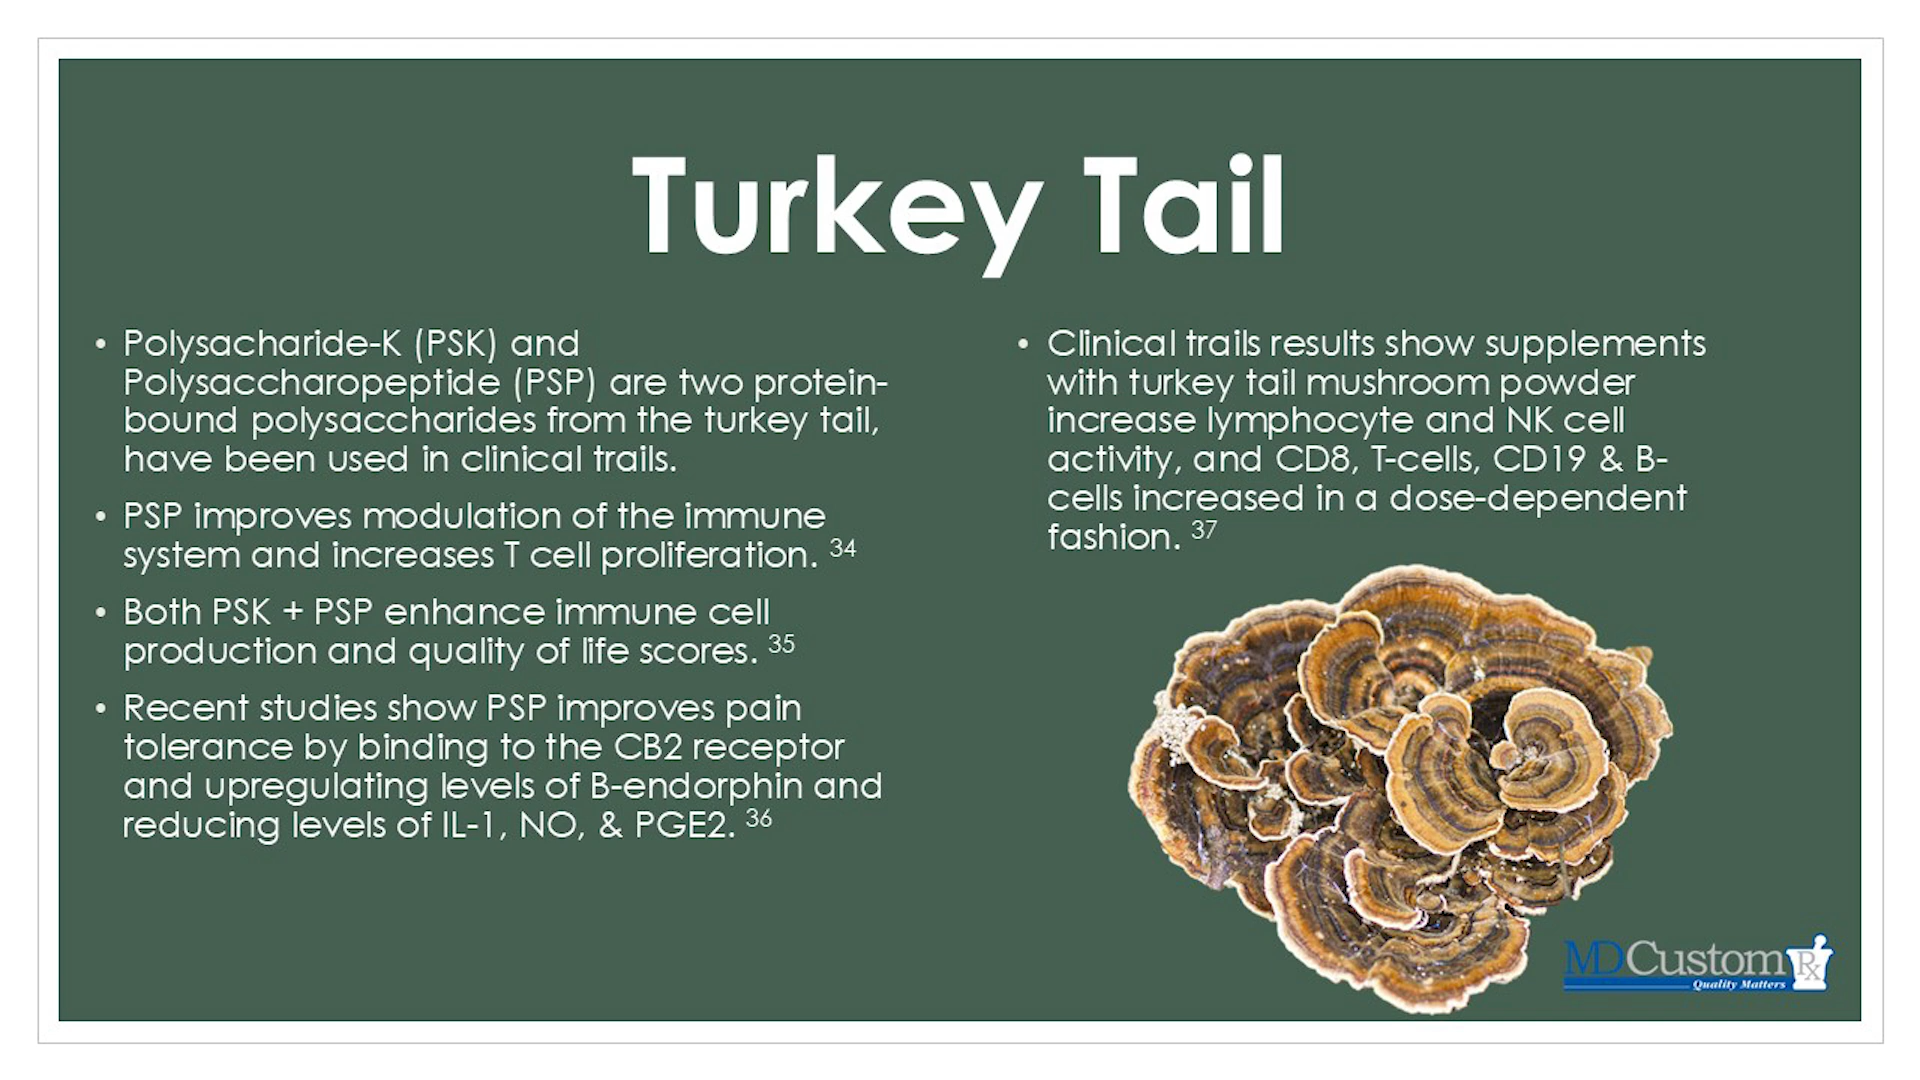 Turkey Tail
• Polysacharide-K (PSK) and
Polysaccharopeptide (PSP) are two protein-
bound polysaccharides from the turkey tail,
have been used in clinical trails.
• PSP improves modulation of the immune
system and increases T cell proliferation. 34
• Both PSK + PSP enhance immune cell
production and quality of life scores. 35
• Recent studies show PSP improves pain
tolerance by binding to the CB2 receptor
and upregulating levels of B-endorphin and
reducing levels of IL-1, NO, & PGE2. 36
• Clinical trails results show supplements
with turkey tail mushroom powder
increase lymphocyte and NK cell
activity, and CD8, T-cells, CD19 & B-
cells increased in a dose-dependent
fashion. 37
MDCustom Rx
Quality Matters